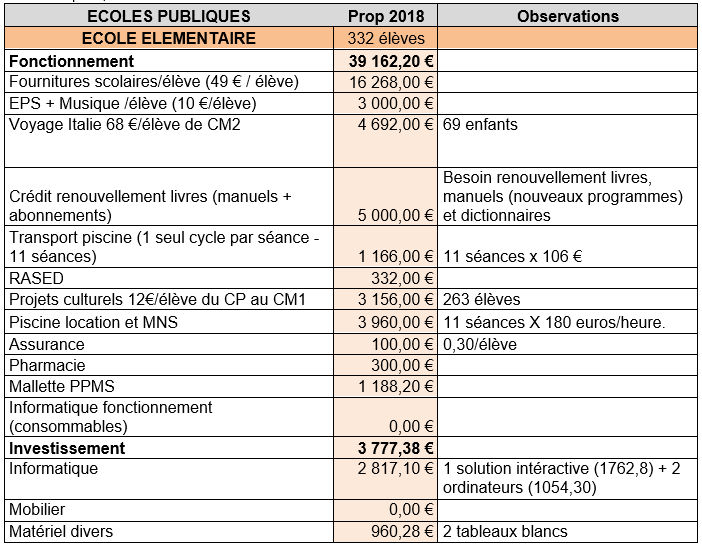 ECOLES PUBLIQUES Prop 2018 Observations
ECOLE ELEMENTAIRE 332 élèves
Fonctionnement 39 162,20 €
Fournitures scolaires/élève (49 € / élève) 16 268,00 €
EPS + Musique /élève (10 €/élève) 3 000,00 €
Voyage Italie 68 €/élève de CM2 4 692,00 € 69 enfants
Crédit renouvellement livres (manuels +
abonnements) 5 000,00 €
Besoin renouvellement livres,
manuels (nouveaux programmes)
et dictionnaires
Transport piscine (1 seul cycle par séance -
11 séances) 1 166,00 € 11 séances x 106 €
RASED 332,00 €
Projets culturels 12€/élève du CP au CM1 3 156,00 € 263 élèves
Piscine location et MNS 3 960,00 € 11 séances X 180 euros/heure.
Assurance 100,00 € 0,30/élève
Pharmacie 300,00 €
Mallette PPMS 1 188,20 €
Informatique fonctionnement
(consommables) 0,00 €
Investissement 3 777,38 €
Informatique 2 817,10 € 1 solution intéractive (1762,8) + 2
ordinateurs (1054,30)
Mobilier 0,00 €
Matériel divers 960,28 € 2 tableaux blancs